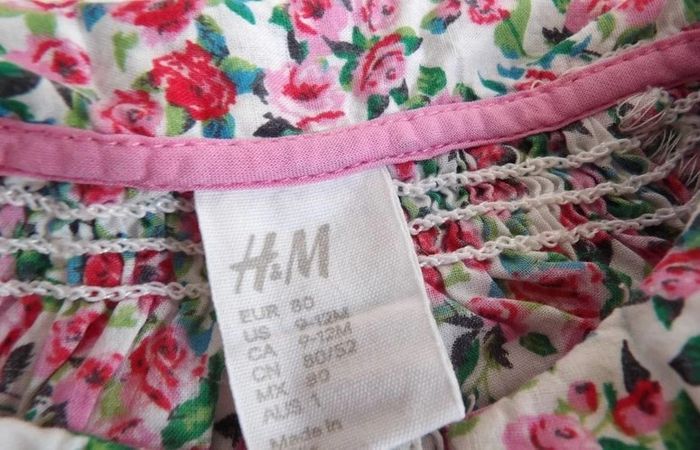 H&M
EUR 80
US 9-12M
CA 9-12M
CN 80/52
MX 80
AUS 1
Made in